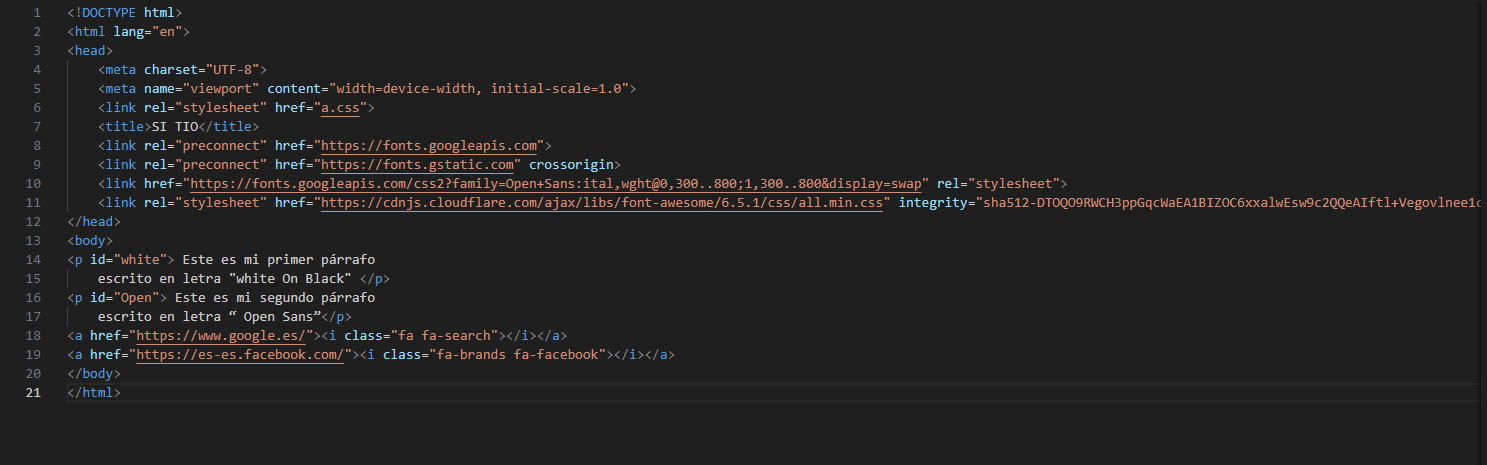 1 <!DOCTYPE html>
2 <html lang="en">
3 <head>
4 <meta charset="UTF-8">
5 <meta name="viewport" content="width=device-width, initial-scale=1.0">
6 <link rel="stylesheet" href="a.css">
7 <title>SI TIO</title>
8 <link rel="preconnect" href="https://fonts.googleapis.com">
9 <link rel="preconnect" href="https://fonts.gstatic.com" crossorigin>
10 <link href="https://fonts.googleapis.com/css2?family=Open+Sans:ital,wght@0,300..800;1,300..800&display=swap" rel="stylesheet">
11 <link rel="stylesheet" href="https://cdnjs.cloudflare.com/ajax/libs/font-awesome/6.5.1/css/all.min.css" integrity="sha512-DTOQO9RWCH3ppGqcWaEA1BIZOC6xxalwEsw9c2QQeAIftl+Vegovlnee1c
12 </head>
13 <body>
14 <p id="white"> Este es mi primer párrafo
15 escrito en letra "white On Black" </p>
16 <p id="Open"> Este es mi segundo párrafo
17 escrito en letra “ Open Sans”</p>
18 <a href="https://www.google.es/"><i class="fa fa-search"></i></a>
19 <a href="https://es-es.facebook.com/"><i class="fa-brands fa-facebook"></i></a>
20 </body>
21 </html>